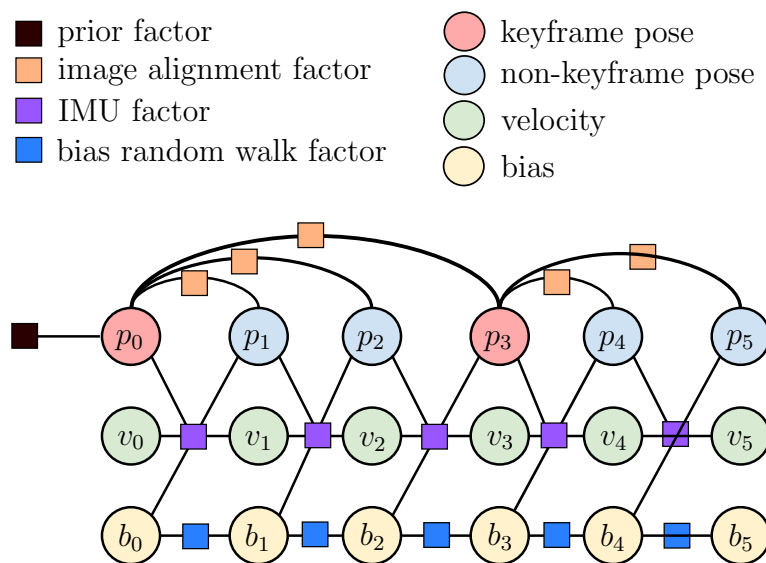 prior factor
image alignment factor
IMU factor
bias random walk factor
keyframe pose
non-keyframe pose
velocity
bias
p₀ p₁ p₂ p₃ p₄ p₅
v₀ v₁ v₂ v₃ v₄ v₅
b₀ b₁ b₂ b₃ b₄ b₅